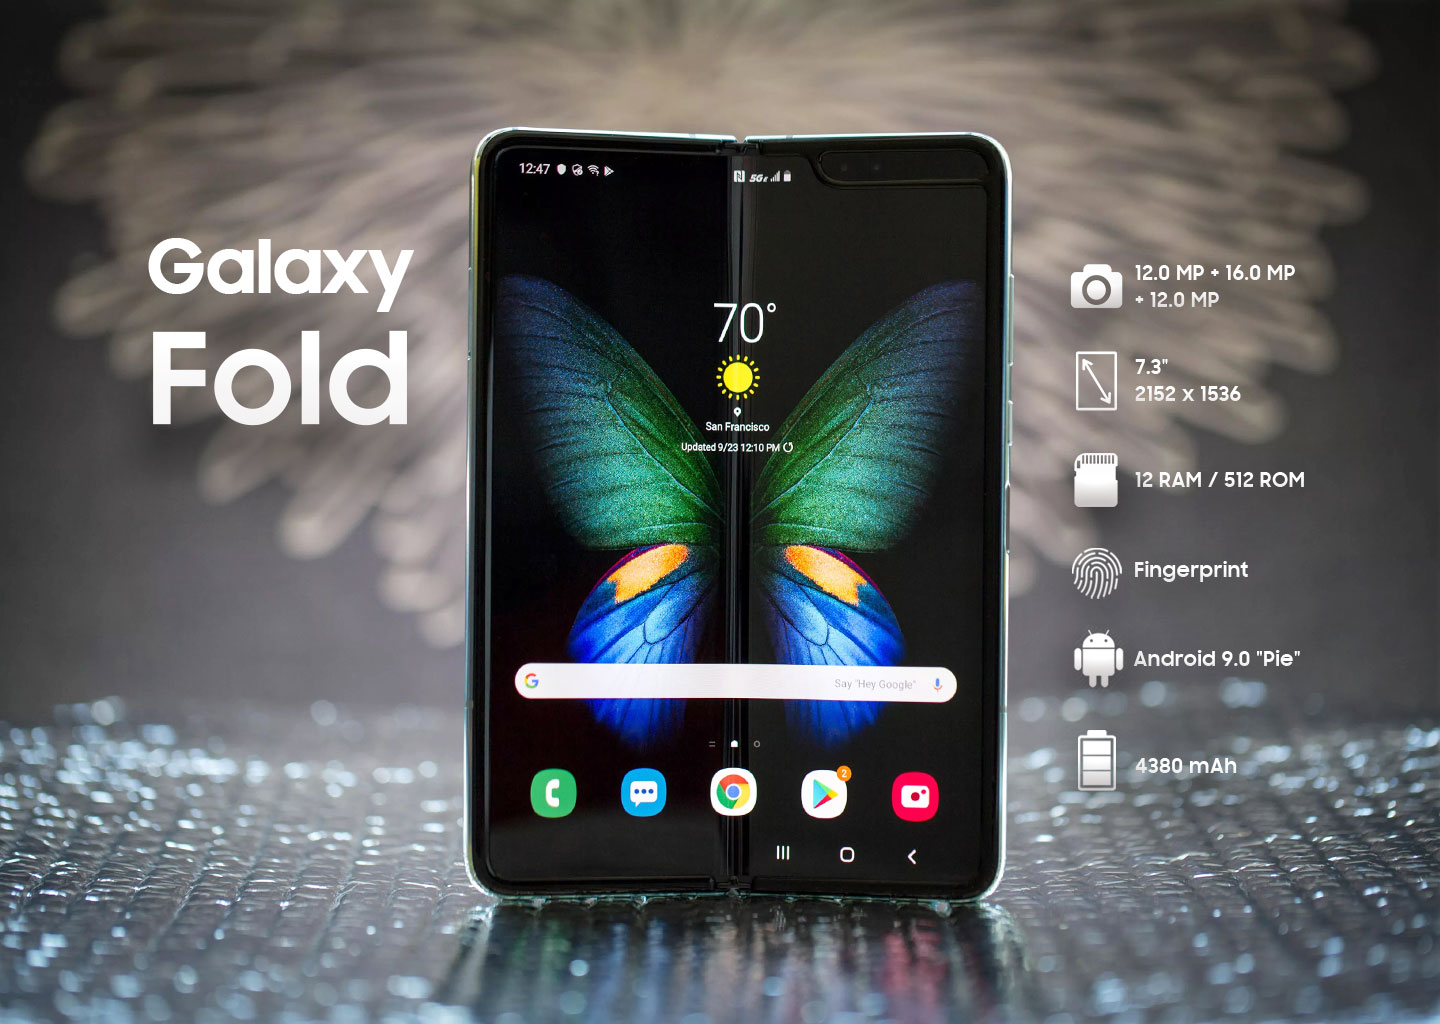 Galaxy
Fold
12:47
5G E
70°
San Francisco
Updated 9/23 12:10 PM
Say "Hey Google"
2
12.0 MP + 16.0 MP
+ 12.0 MP
7.3"
2152 x 1536
12 RAM / 512 ROM
Fingerprint
Android 9.0 "Pie"
4380 mAh